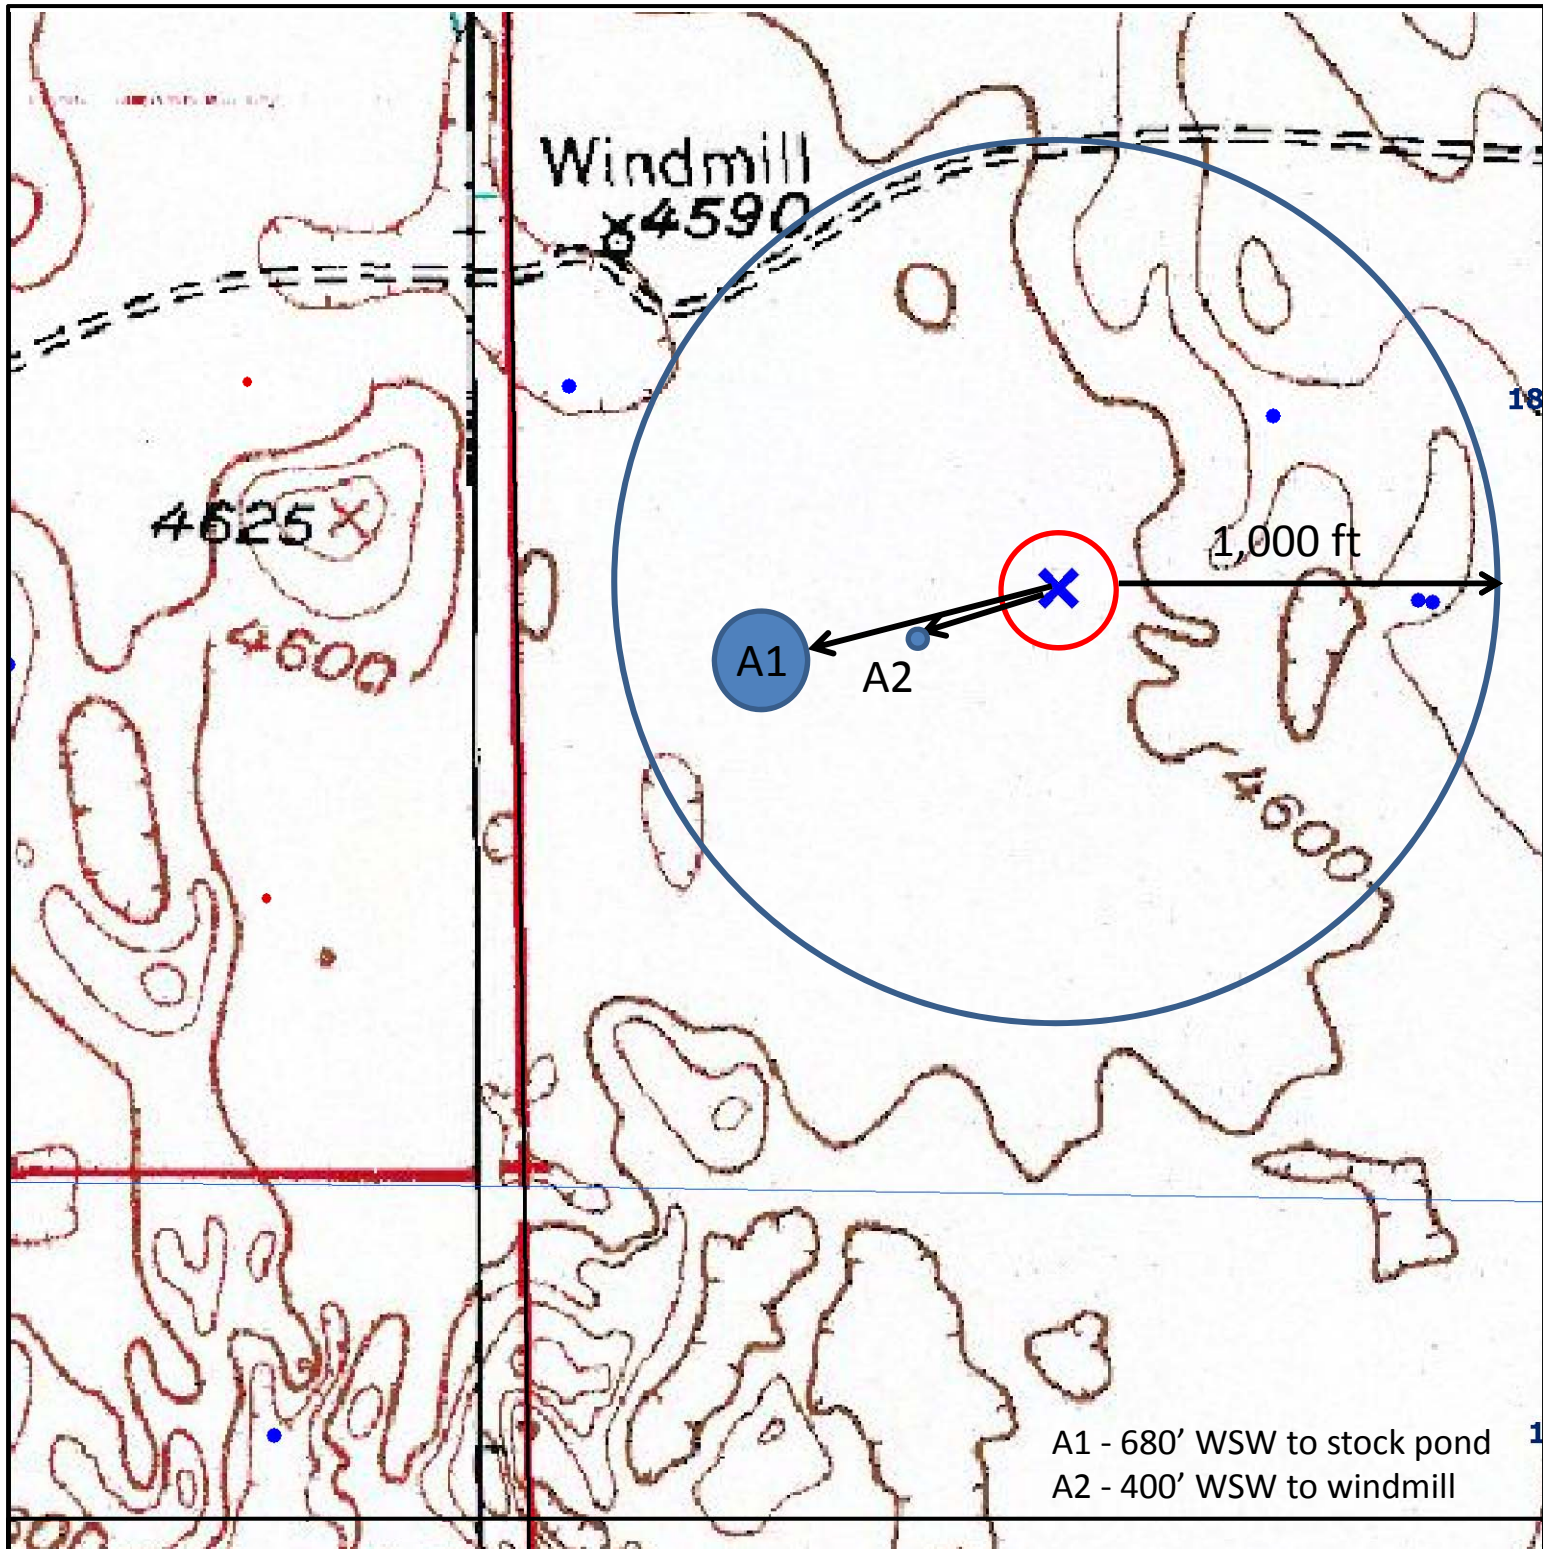 Windmill
4590
18
4625
1,000 ft
4600
A1
A2
4600
A1 - 680’ WSW to stock pond
1
A2 - 400’ WSW to windmill